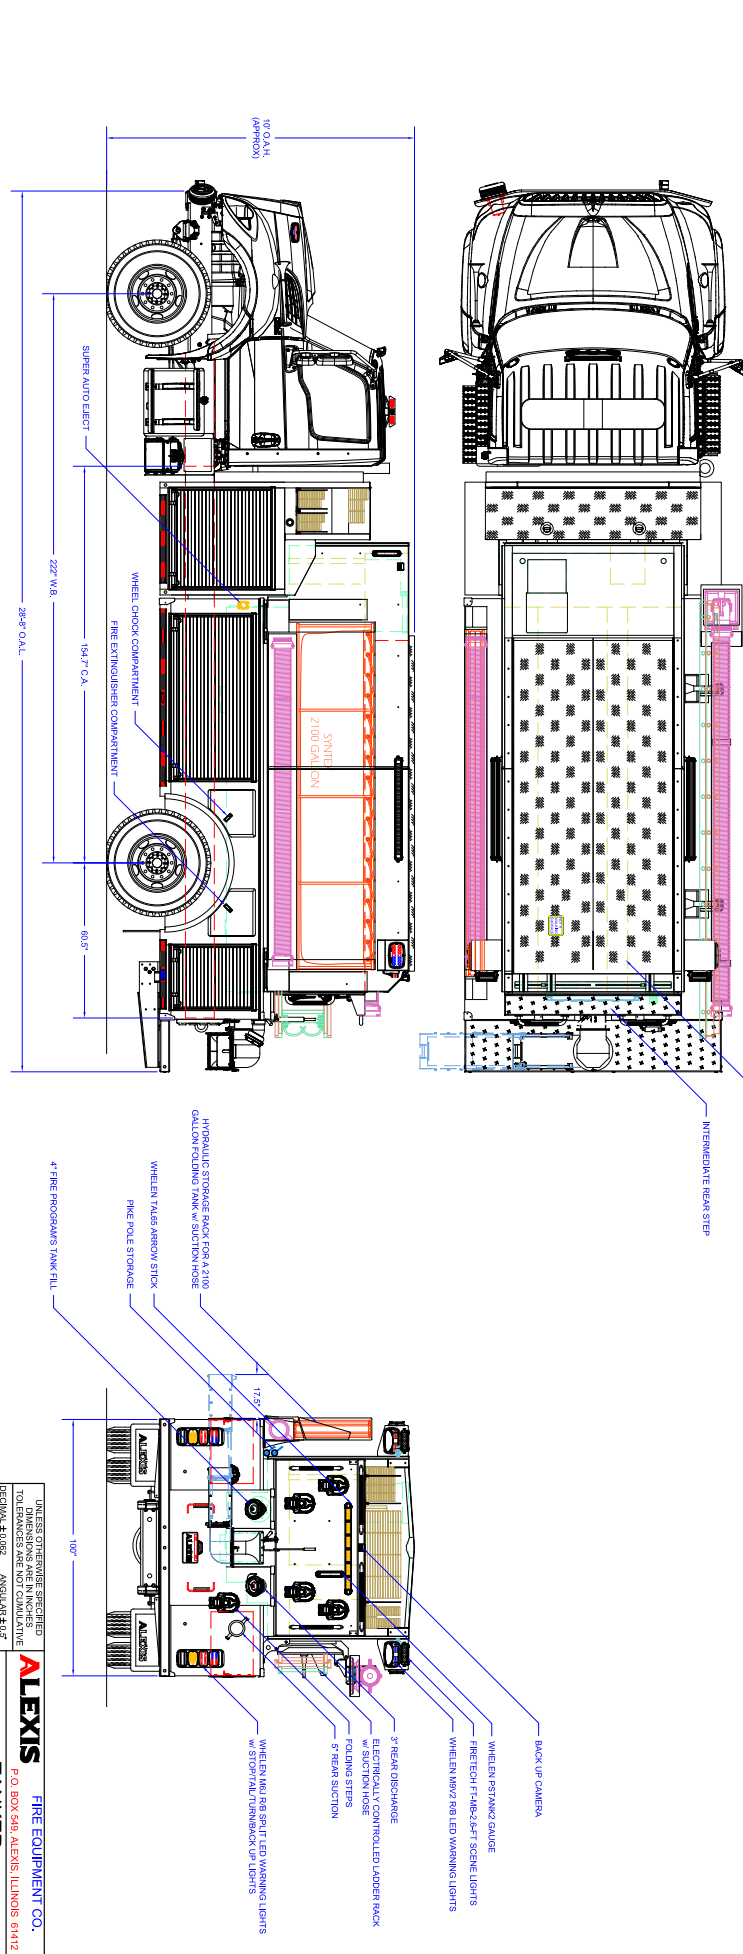 10' O.A.H.
(APPROX)
SUPER AUTO EJECT
WHEEL CHOCK COMPARTMENT
FIRE EXTINGUISHER COMPARTMENT
222" W.B.
154.7" C.A.
60.5"
28'-8" O.A.L.
SYNTEX
2100 GALLON
INTERMEDIATE REAR STEP
HYDRAULIC STORAGE RACK FOR A 2100
GALLON FOLDING TANK w/ SUCTION HOSE
WHELEN TAL65 ARROW STICK
PIKE POLE STORAGE
4" FIRE PROGRAM'S TANK FILL
17.5"
100"
ALEXIS
ALEXIS
ALEXIS
BACK UP CAMERA
WHELEN PSTANK2 GAUGE
FIRETECH FT-MB-2.6-FT SCENE LIGHTS
WHELEN M9V2 R/B LED WARNING LIGHTS
3" REAR DISCHARGE
ELECTRICALLY CONTROLLED LADDER RACK
w/ SUCTION HOSE
FOLDING STEPS
5" REAR SUCTION
WHELEN M6J R/B SPLIT LED WARNING LIGHTS
w/ STOP/TAIL/TURN/BACK UP LIGHTS
UNLESS OTHERWISE SPECIFIED
DIMENSIONS ARE IN INCHES
TOLERANCES ARE NOT CUMULATIVE
DECIMAL ± 0.062 ANGULAR ± 0.5°
ALEXIS
FIRE EQUIPMENT CO.
P.O. BOX 549, ALEXIS, ILLINOIS 61412